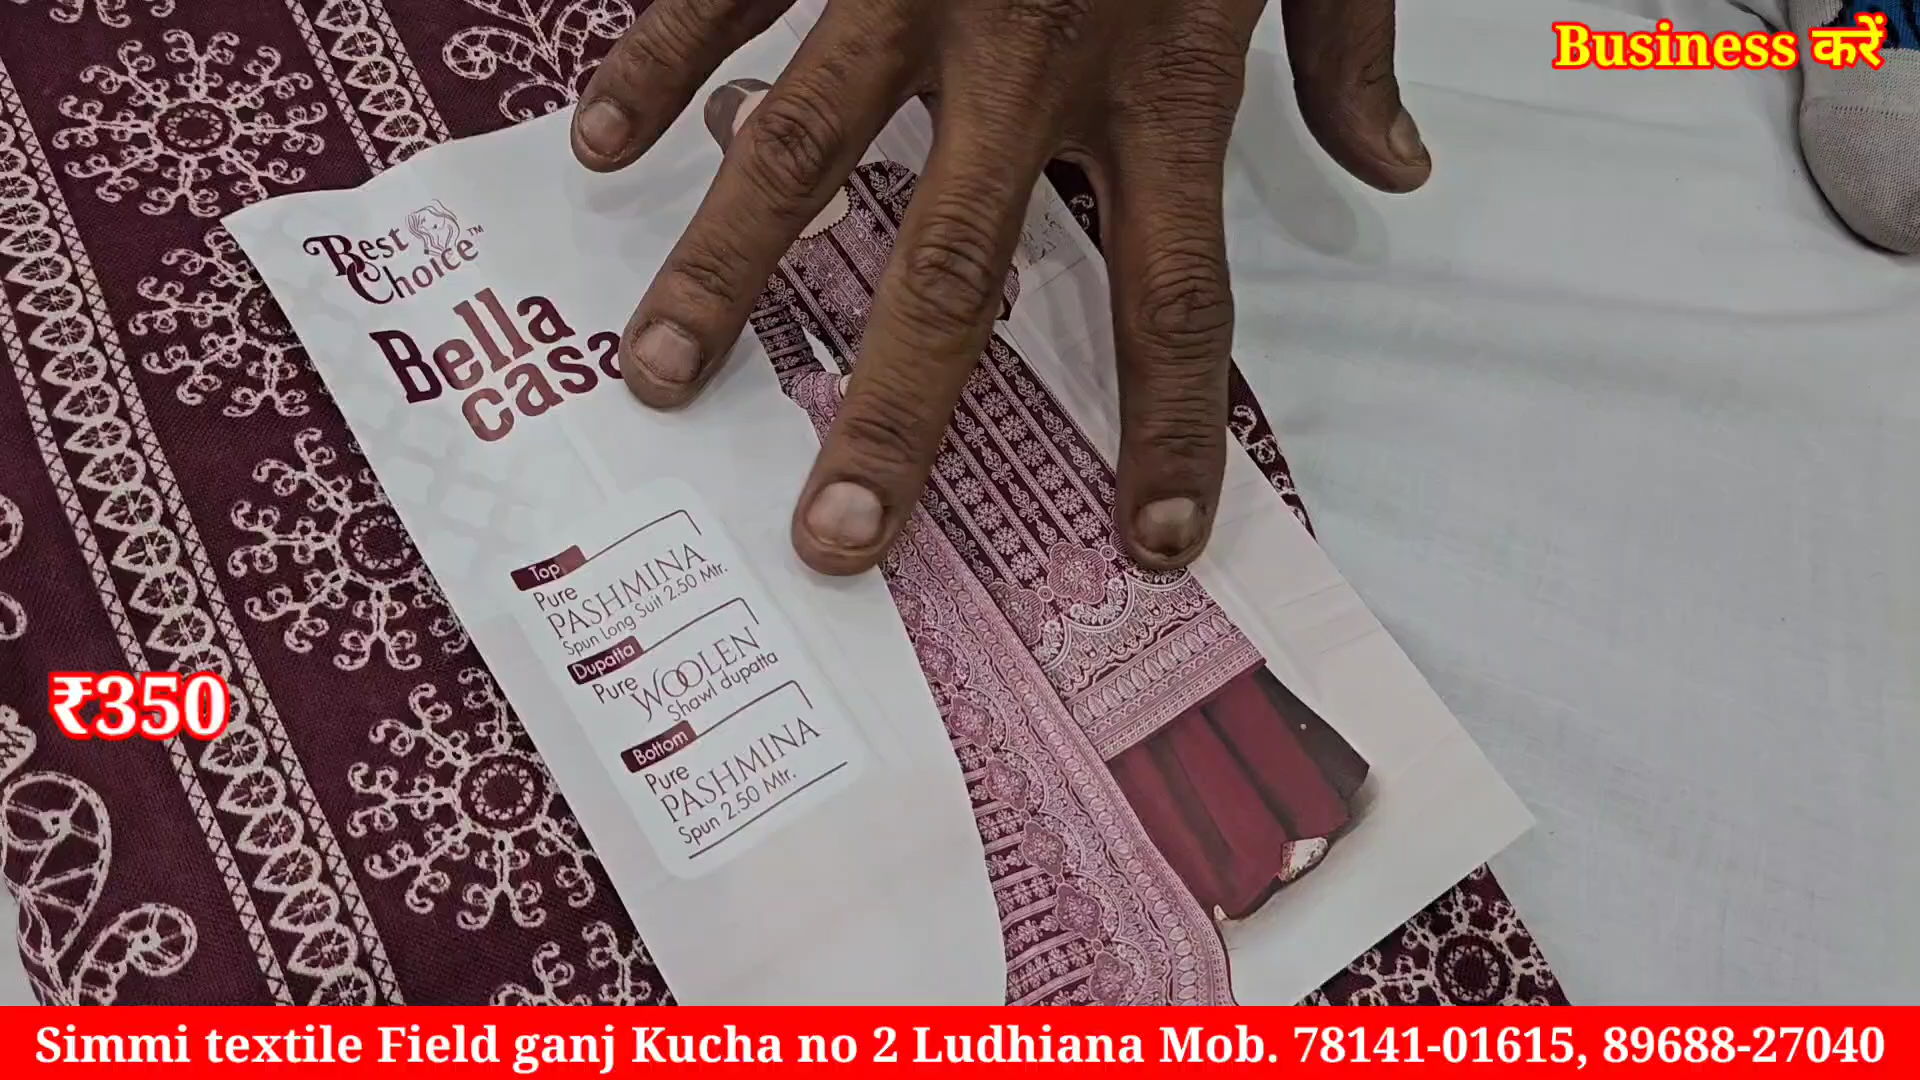 Business करें
Best
Choice™
Bella
casa
Top
Pure
PASHMINA
Spun Long Suit 2.50 Mtr.
Dupatta
Pure WOOLEN
Shawl dupatta
Bottom
Pure
PASHMINA
Spun 2.50 Mtr.
₹350
Simmi textile Field ganj Kucha no 2 Ludhiana Mob. 78141-01615, 89688-27040